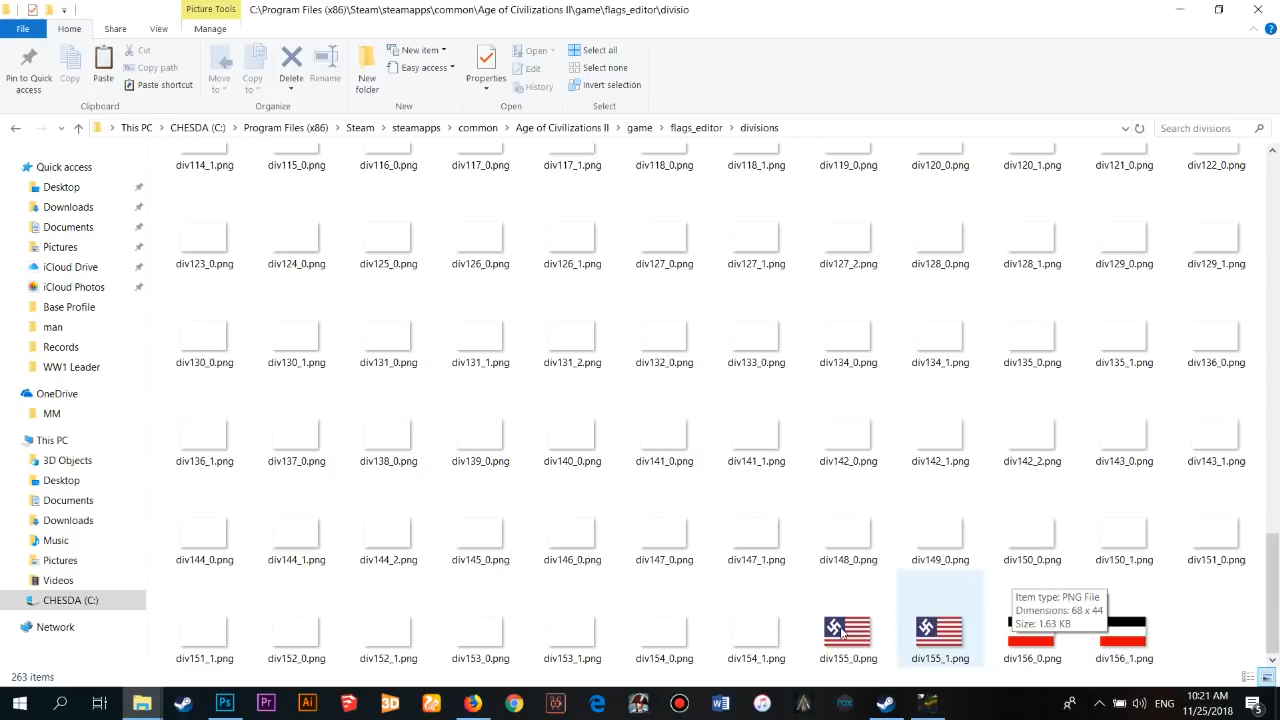 Picture Tools
C:\Program Files (x86)\Steam\steamapps\common\Age of Civilizations II\game\flags_editor\divisio
File Home Share View Manage
Pin to Quick access
Copy
Paste
Cut
Copy path
Paste shortcut
Move to
Copy to
Delete
Rename
New folder
New item
Easy access
Properties
Open
Edit
History
Select all
Select none
Invert selection
Clipboard Organize New Open Select
This PC CHESDA (C:) Program Files (x86) Steam steamapps common Age of Civilizations II game flags_editor divisions
Search divisions
Quick access
Desktop
Downloads
Documents
Pictures
iCloud Drive
iCloud Photos
Base Profile
man
Records
WW1 Leader
OneDrive
MM
This PC
3D Objects
Desktop
Documents
Downloads
Music
Pictures
Videos
CHESDA (C:)
Network
div114_1.png div115_0.png div116_0.png div117_0.png div117_1.png div118_0.png div118_1.png div119_0.png div120_0.png div120_1.png div121_0.png div122_0.png
div123_0.png div124_0.png div125_0.png div126_0.png div126_1.png div127_0.png div127_1.png div127_2.png div128_0.png div128_1.png div129_0.png div129_1.png
div130_0.png div130_1.png div131_0.png div131_1.png div131_2.png div132_0.png div133_0.png div134_0.png div134_1.png div135_0.png div135_1.png div136_0.png
div136_1.png div137_0.png div138_0.png div139_0.png div140_0.png div141_0.png div141_1.png div142_0.png div142_1.png div142_2.png div143_0.png div143_1.png
div144_0.png div144_1.png div144_2.png div145_0.png div146_0.png div147_0.png div147_1.png div148_0.png div149_0.png div150_0.png div150_1.png div151_0.png
Item type: PNG File
Dimensions: 68 x 44
Size: 1.63 KB
div151_1.png div152_0.png div152_1.png div153_0.png div153_1.png div154_0.png div154_1.png div155_0.png div155_1.png div156_0.png div156_1.png
263 items
Ps Pr Ai 3D
ENG
10:21 AM
11/25/2018
5